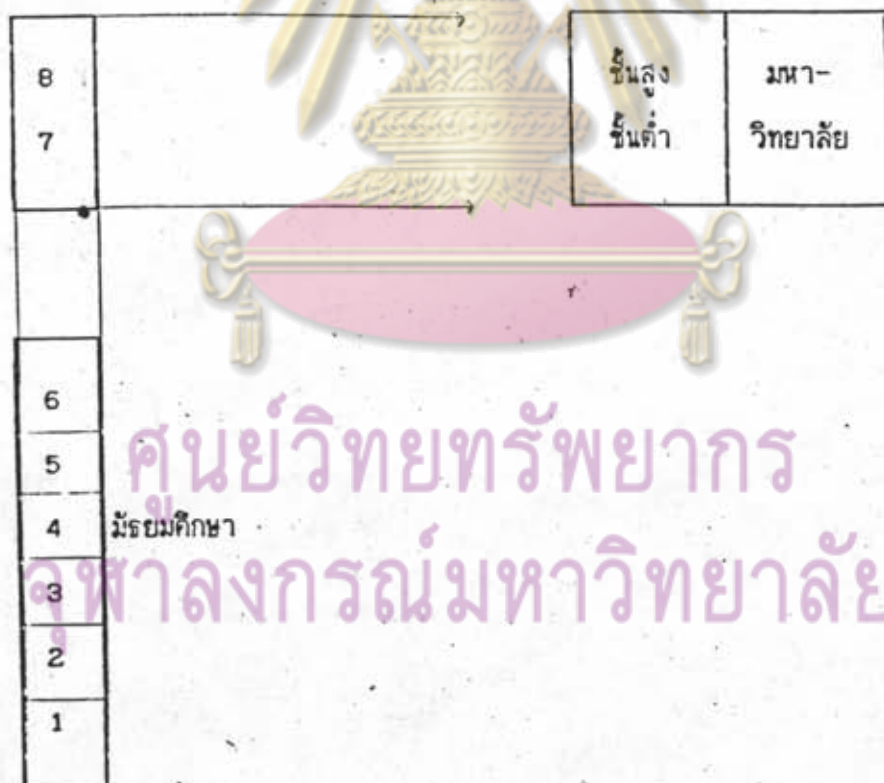 8 ชั้นสูง มหา-
7 ชั้นต่ำ วิทยาลัย
6
ศูนย์วิทยทรัพยากร
5
4 มัธยมศึกษา
จุฬาลงกรณ์มหาวิทยาลัย
3
2
1